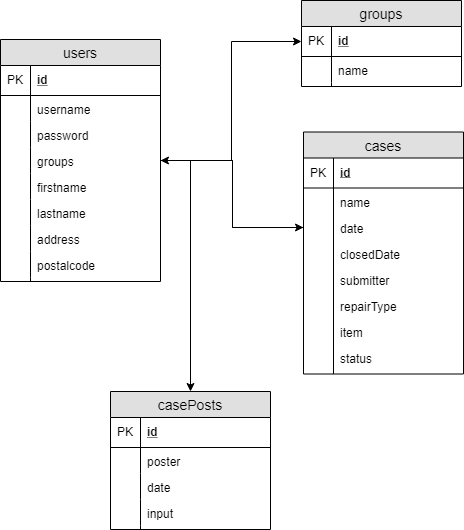 groups
PK id
name
users
PK id
username
password
groups
firstname
lastname
address
postalcode
cases
PK id
name
date
closedDate
submitter
repairType
item
status
casePosts
PK id
poster
date
input